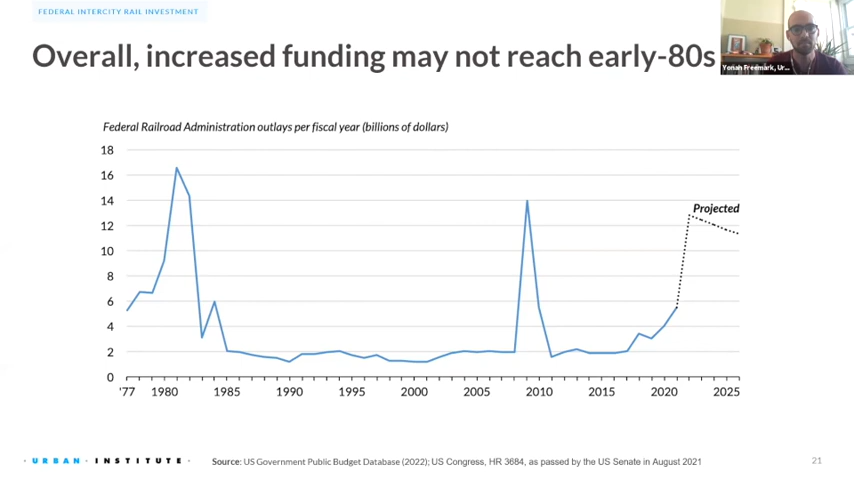 FEDERAL INTERCITY RAIL INVESTMENT
Overall, increased funding may not reach early-80s
Yonah Freemark, Ur...
Federal Railroad Administration outlays per fiscal year (billions of dollars)
18
16
14
Projected
12
10
8
6
4
2
0
'77 1980 1985 1990 1995 2000 2005 2010 2015 2020 2025
· URBAN · INSTITUTE · Source: US Government Public Budget Database (2022); US Congress, HR 3684, as passed by the US Senate in August 2021 21